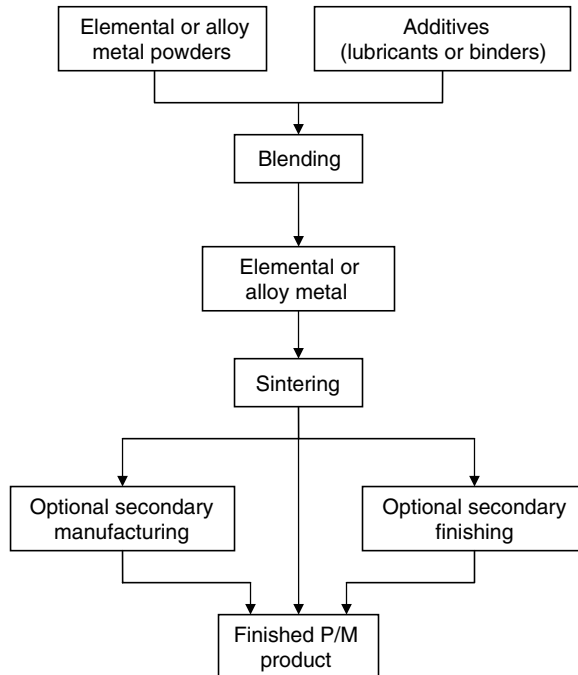 Elemental or alloy
metal powders
Additives
(lubricants or binders)
Blending
Elemental or
alloy metal
Sintering
Optional secondary
manufacturing
Optional secondary
finishing
Finished P/M
product